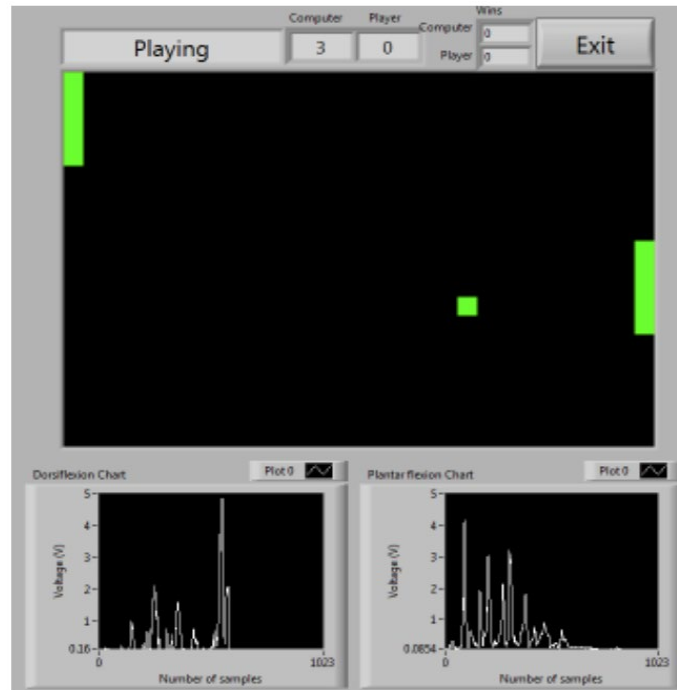 Computer Player
Wins
Playing
3
0
Computer
0
Player
0
Exit
Dorsiflexion Chart
Plot 0
Plantar flexion Chart
Plot 0
5
4
3
2
1
0.16
Voltage (V)
0
1023
Number of samples
5
4
3
2
1
0.0854
Voltage (V)
0
1023
Number of samples